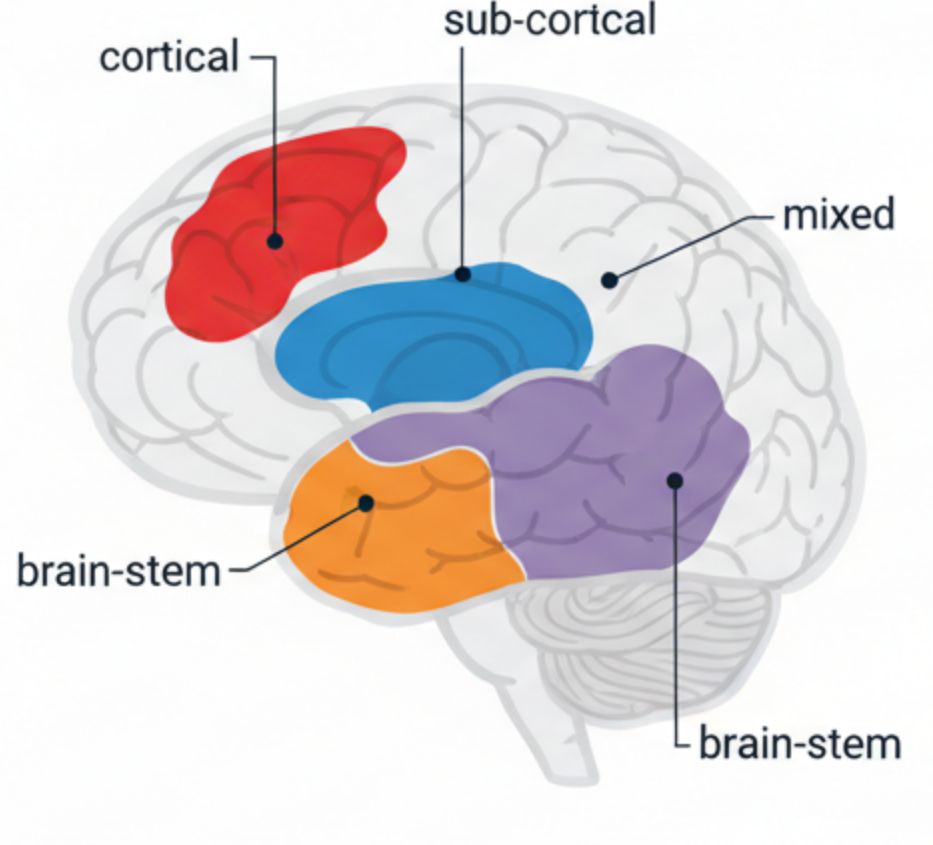 sub-cortcal
cortical
mixed
brain-stem
brain-stem